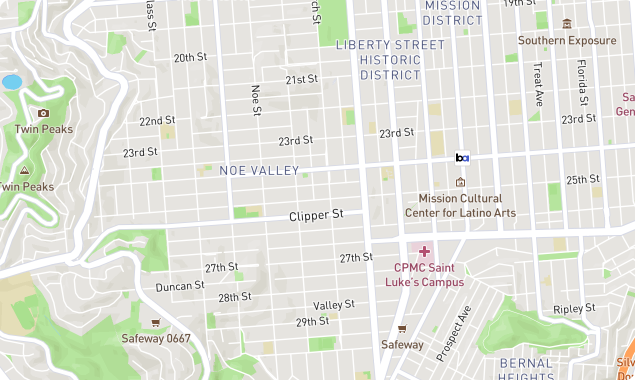 MISSION
DISTRICT
19th St
Southern Exposure
LIBERTY STREET
HISTORIC
DISTRICT
20th St
21st St
Noe St
Treat Ave
Florida St
Twin Peaks
22nd St
23rd St
23rd St
23rd St
23rd St
NOE VALLEY
ba
Twin Peaks
25th St
Mission Cultural
Center for Latino Arts
Clipper St
27th St
27th St
CPMC Saint
Luke's Campus
Duncan St
28th St
Valley St
29th St
Ripley St
Prospect Ave
Safeway 0667
Safeway
BERNAL
HEIGHTS